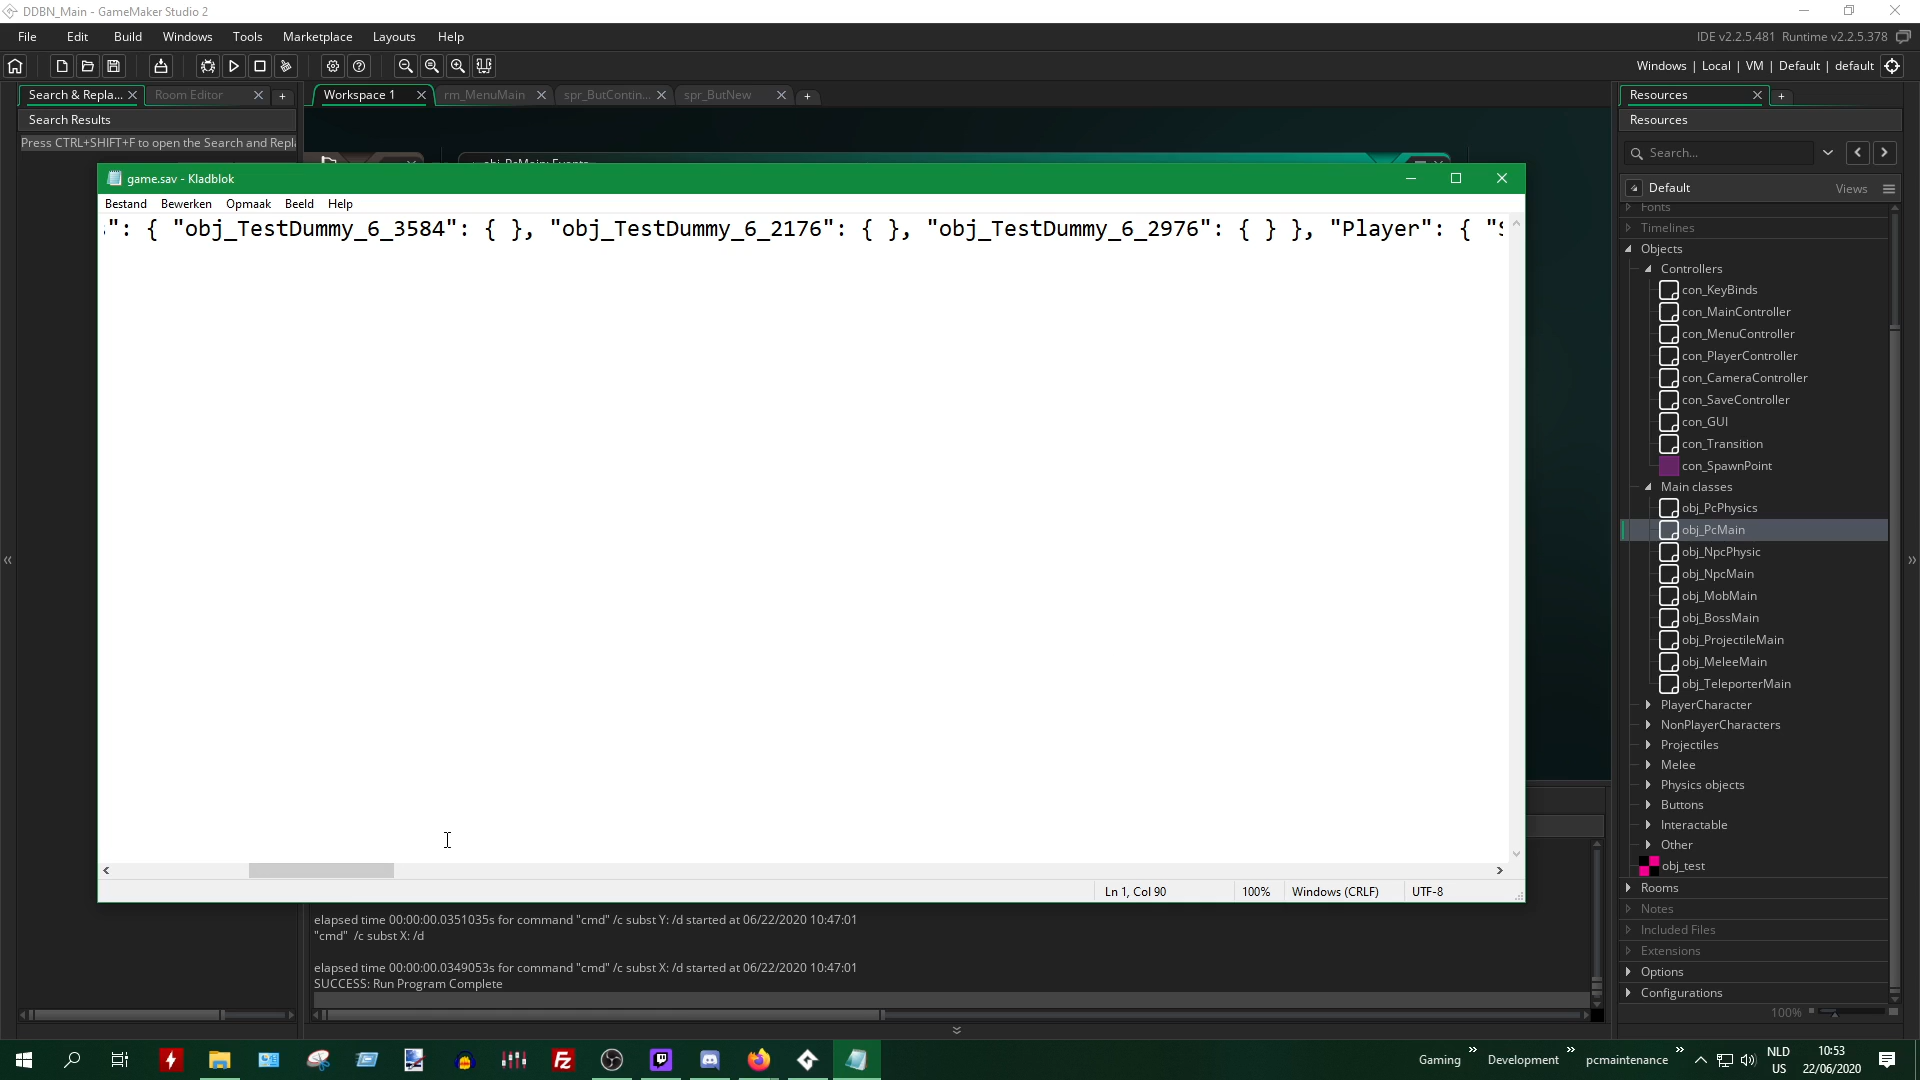 DDBN_Main - GameMaker Studio 2
File Edit Build Windows Tools Marketplace Layouts Help
IDE v2.2.5.481 Runtime v2.2.5.378
Windows | Local | VM | Default | default
Search & Repla...
Room Editor
Workspace 1
rm_MenuMain
spr_ButContin...
spr_ButNew
Resources
Search Results
Press CTRL+SHIFT+F to open the Search and Repla
Resources
Search...
Default
Views
game.sav - Kladblok
Bestand Bewerken Opmaak Beeld Help
": { "obj_TestDummy_6_3584": { }, "obj_TestDummy_6_2176": { }, "obj_TestDummy_6_2976": { } }, "Player": { "S
Ln 1, Col 90
100%
Windows (CRLF)
UTF-8
elapsed time 00:00:00.0351035s for command "cmd" /c subst Y: /d started at 06/22/2020 10:47:01
"cmd" /c subst X: /d
elapsed time 00:00:00.0349053s for command "cmd" /c subst X: /d started at 06/22/2020 10:47:01
SUCCESS: Run Program Complete
Fonts
Timelines
Objects
Controllers
con_KeyBinds
con_MainController
con_MenuController
con_PlayerController
con_CameraController
con_SaveController
con_GUI
con_Transition
con_SpawnPoint
Main classes
obj_PcPhysics
obj_PcMain
obj_NpcPhysic
obj_NpcMain
obj_MobMain
obj_BossMain
obj_ProjectileMain
obj_MeleeMain
obj_TeleporterMain
PlayerCharacter
NonPlayerCharacters
Projectiles
Melee
Physics objects
Buttons
Interactable
Other
obj_test
Rooms
Notes
Included Files
Extensions
Options
Configurations
100%
Gaming
Development
pcmaintenance
NLD
US
10:53
22/06/2020